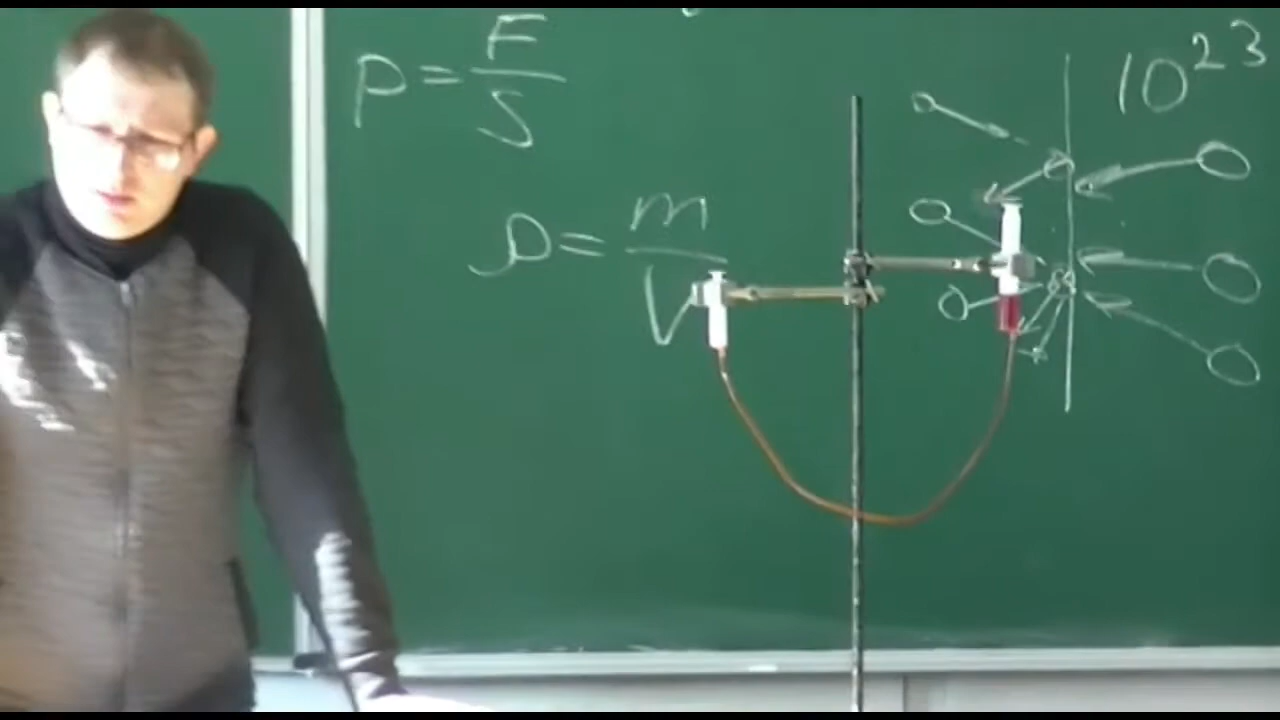 p = F/S
10²³
ρ = m/V